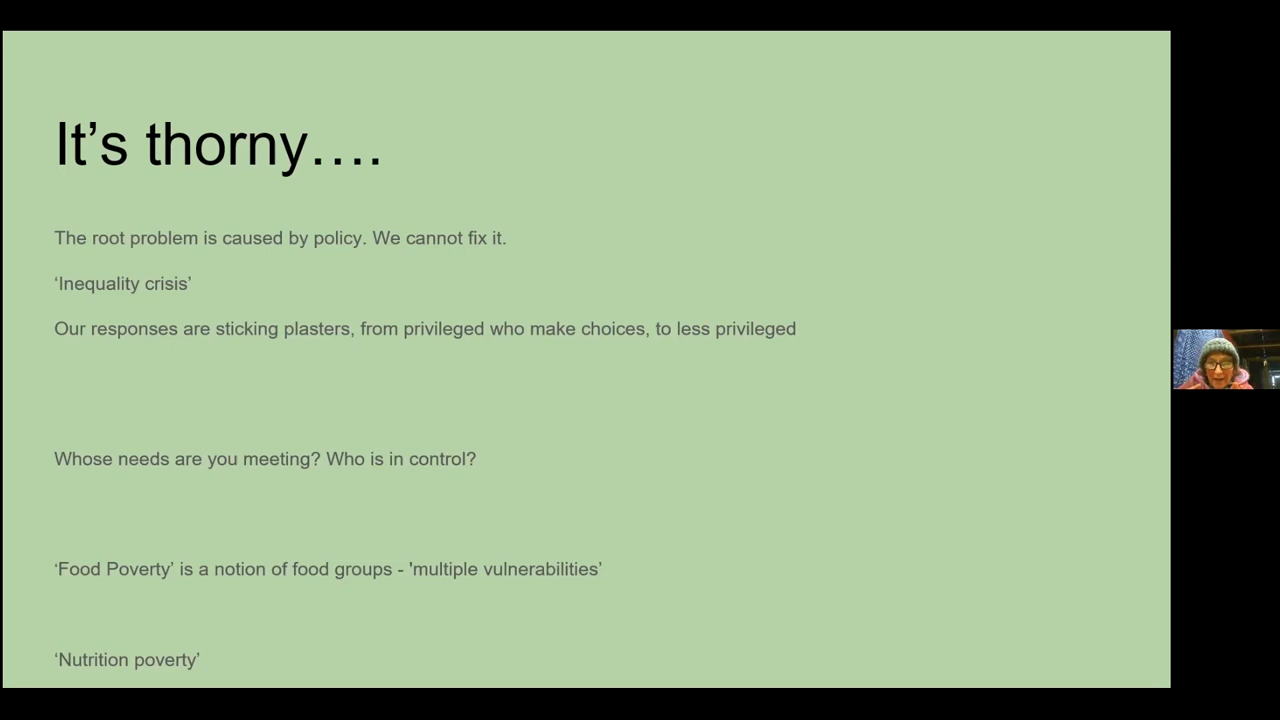 It’s thorny….
The root problem is caused by policy. We cannot fix it.
‘Inequality crisis’
Our responses are sticking plasters, from privileged who make choices, to less privileged
Whose needs are you meeting? Who is in control?
‘Food Poverty’ is a notion of food groups - 'multiple vulnerabilities’
‘Nutrition poverty’